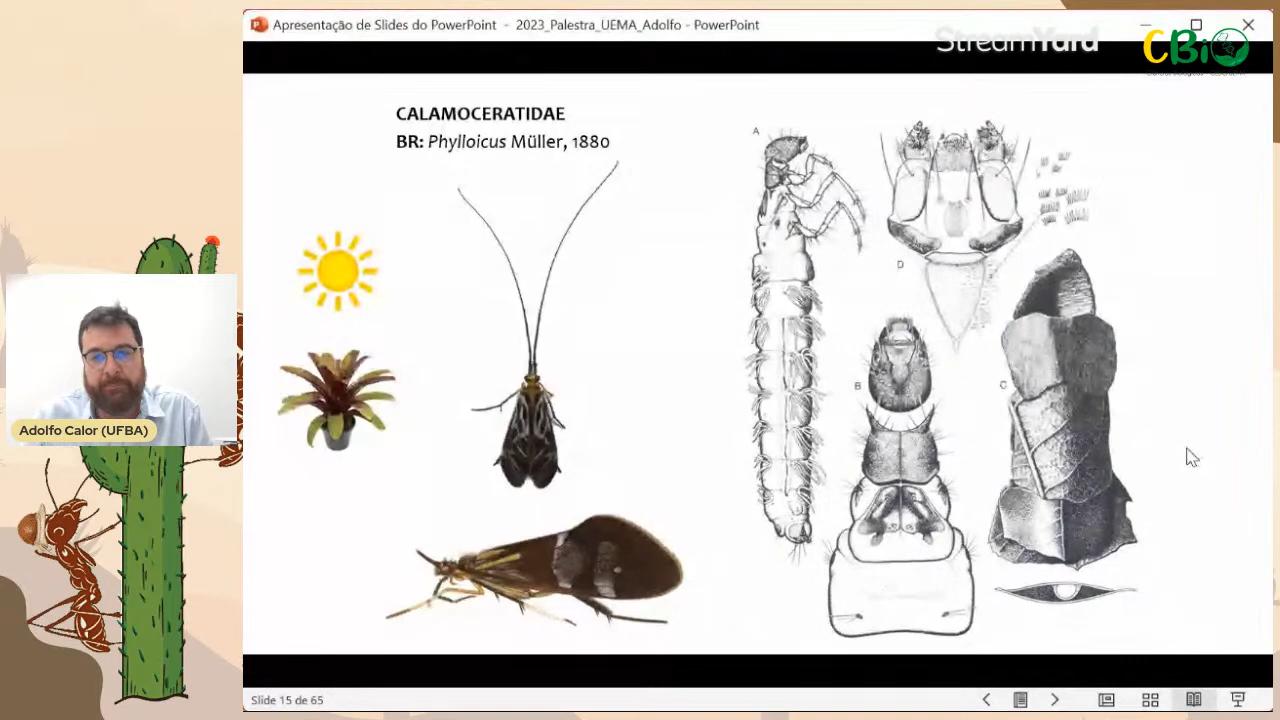 Apresentação de Slides do PowerPoint - 2023_Palestra_UEMA_Adolfo - PowerPoint
StreamYard
CBiO
CALAMOCERATIDAE
BR: Phylloicus Müller, 1880
A
D
B
C
Adolfo Calor (UFBA)
Slide 15 de 65